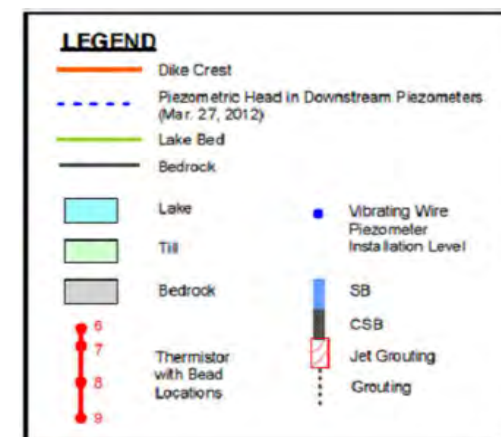 LEGEND
Dike Crest
Piezometric Head in Downstream Piezometers
(Mar. 27, 2012)
Lake Bed
Bedrock
Lake
Till
Bedrock
6
7
8
9
Thermistor
with Bead
Locations
Vibrating Wire
Piezometer
Installation Level
SB
CSB
Jet Grouting
Grouting